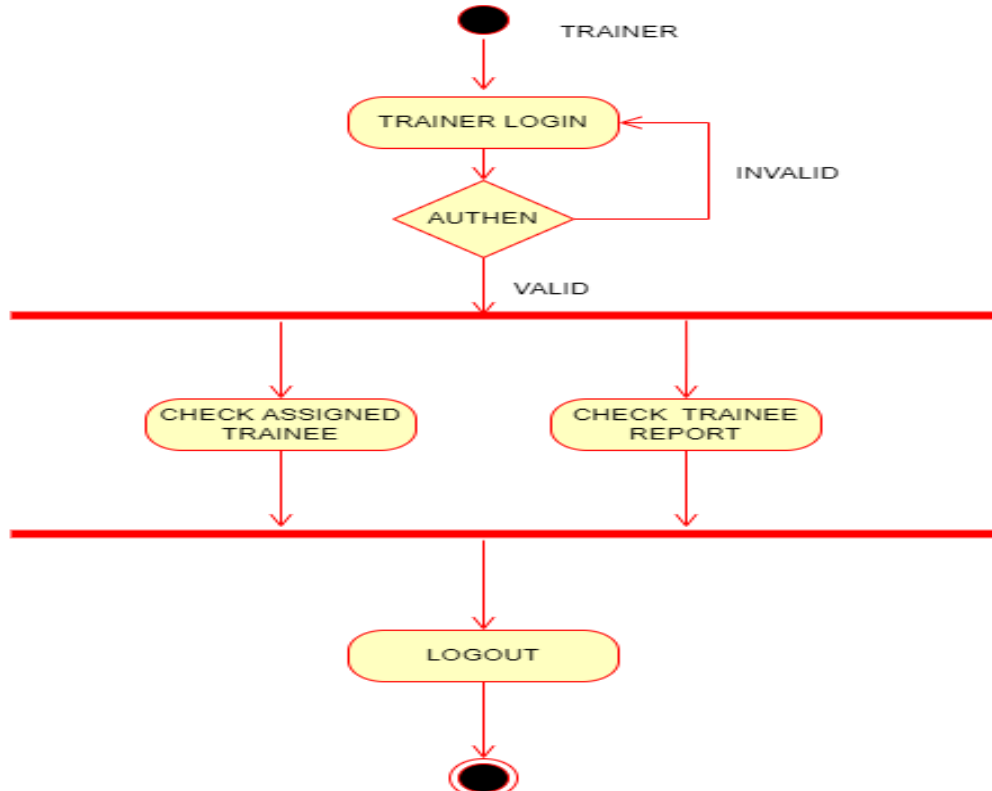 TRAINER
TRAINER LOGIN
INVALID
AUTHEN
VALID
CHECK ASSIGNED
TRAINEE
CHECK TRAINEE
REPORT
LOGOUT